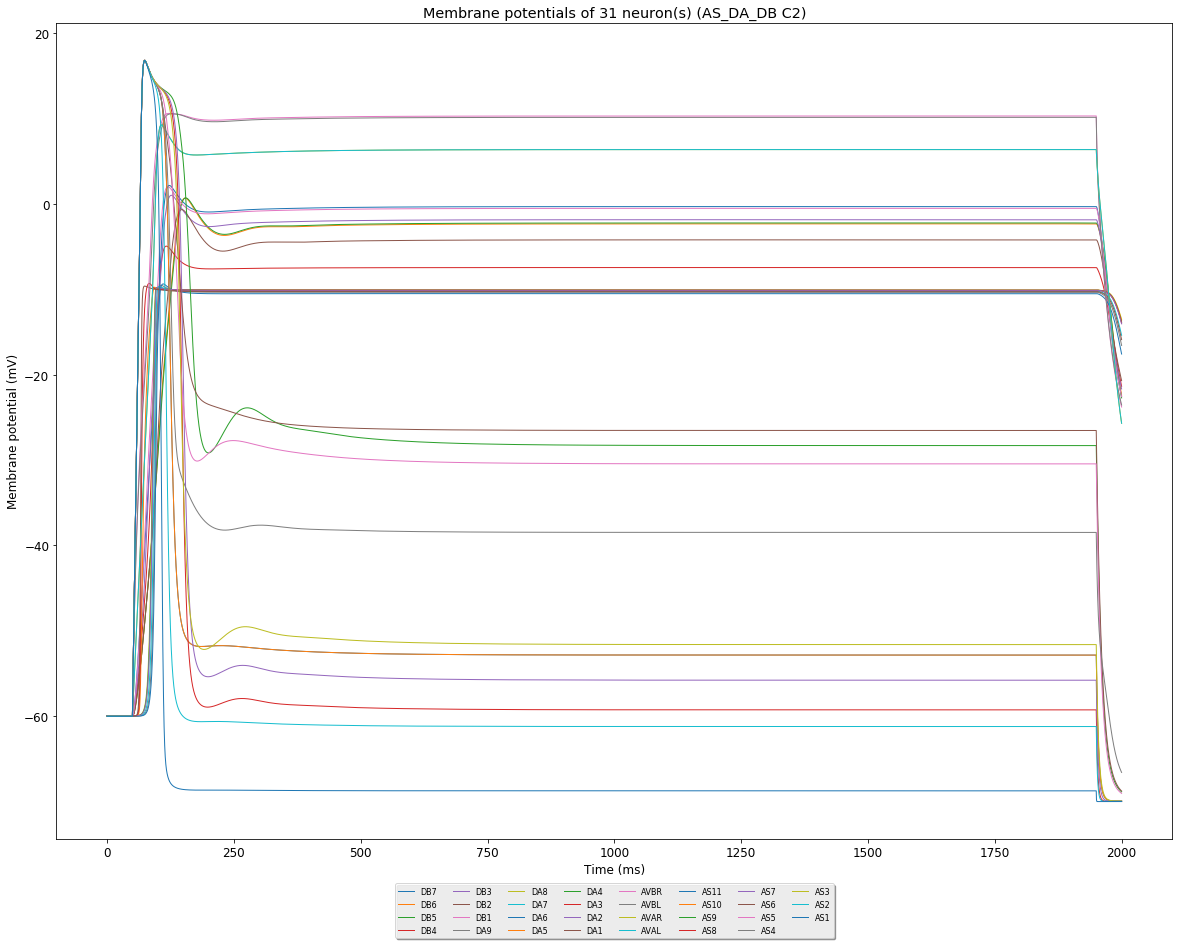 Membrane potentials of 31 neuron(s) (AS_DA_DB C2)
20
0
−20
−40
−60
Membrane potential (mV)
0 250 500 750 1000 1250 1500 1750 2000
Time (ms)
DB7 DB3 DA8 DA4 AVBR AS11 AS7 AS3
DB6 DB2 DA7 DA3 AVBL AS10 AS6 AS2
DB5 DB1 DA6 DA2 AVAR AS9 AS5 AS1
DB4 DA9 DA5 DA1 AVAL AS8 AS4